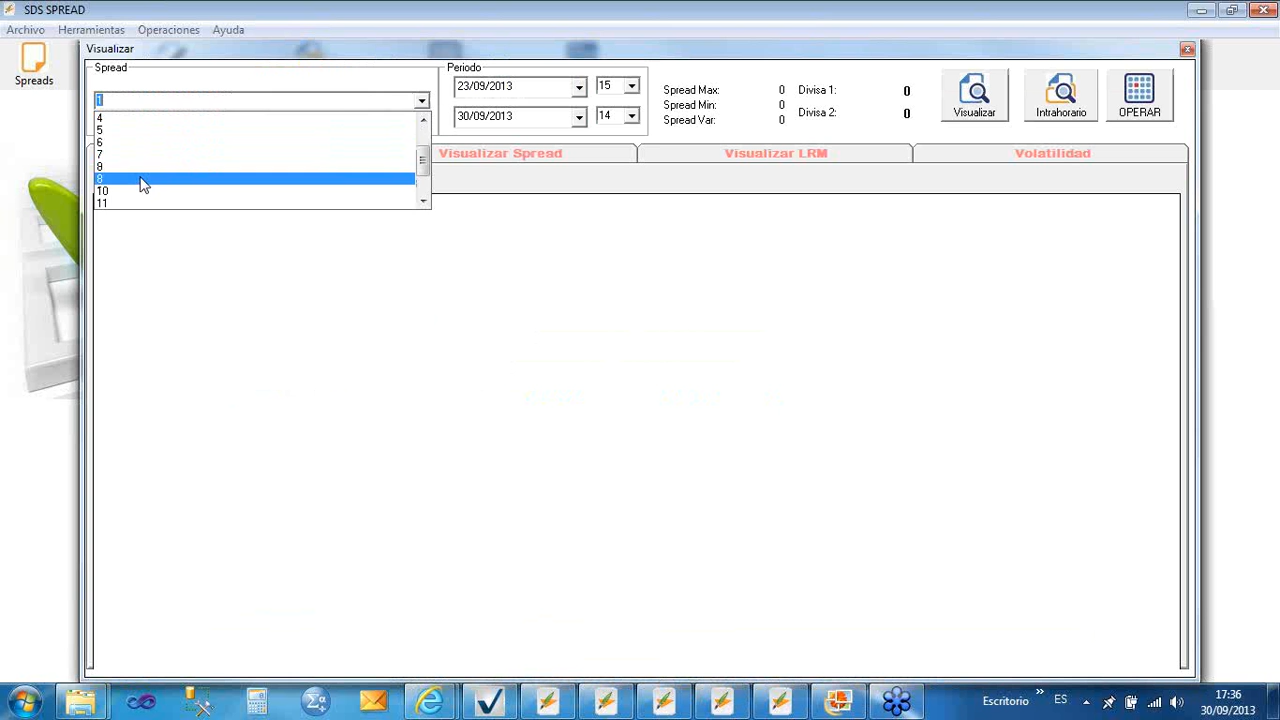 SDS SPREAD
Archivo Herramientas Operaciones Ayuda
Spreads
Visualizar
Spread
1
4
5
6
7
8
8
10
11
Periodo
23/09/2013 15
30/09/2013 14
Spread Max: 0 Divisa 1: 0
Spread Min: 0
Spread Var: 0 Divisa 2: 0
Visualizar
Intrahorario
OPERAR
Visualizar Spread
Visualizar LRM
Volatilidad
Escritorio » ES
17:36
30/09/2013